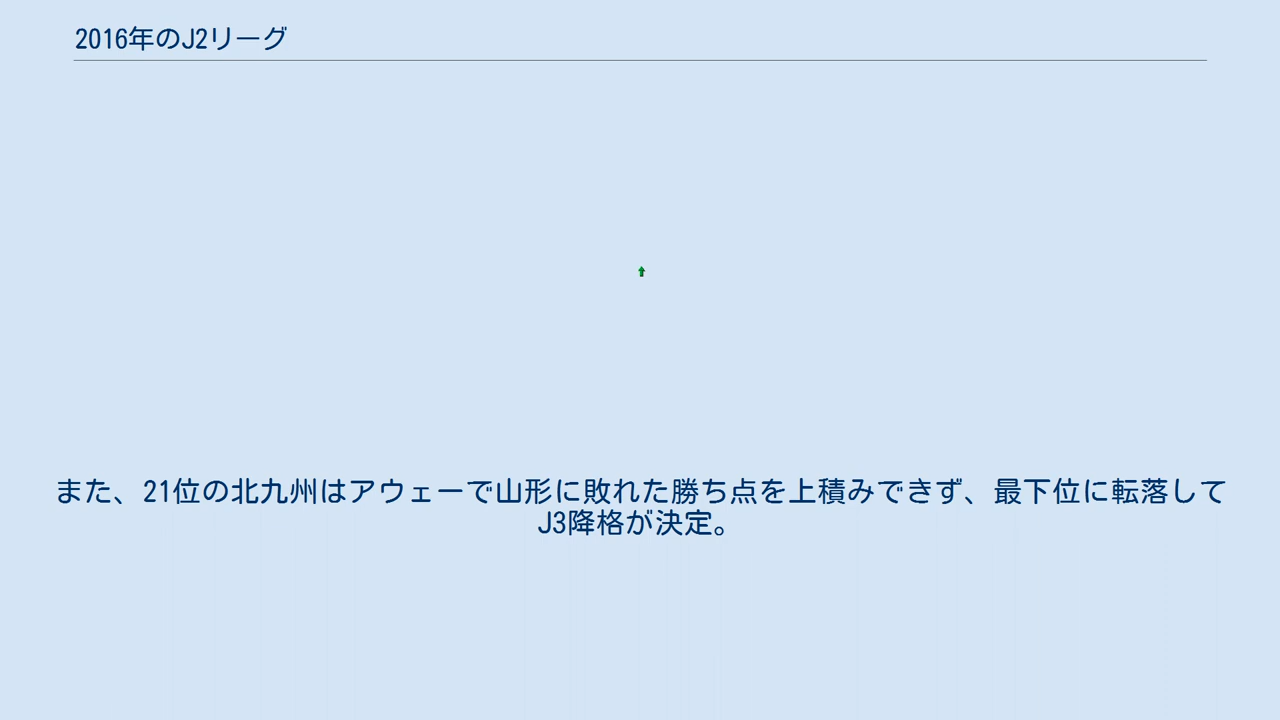 2016年のJ2リーグ
また、21位の北九州はアウェーで山形に敗れた勝ち点を上積みできず、最下位に転落して
J3降格が決定。